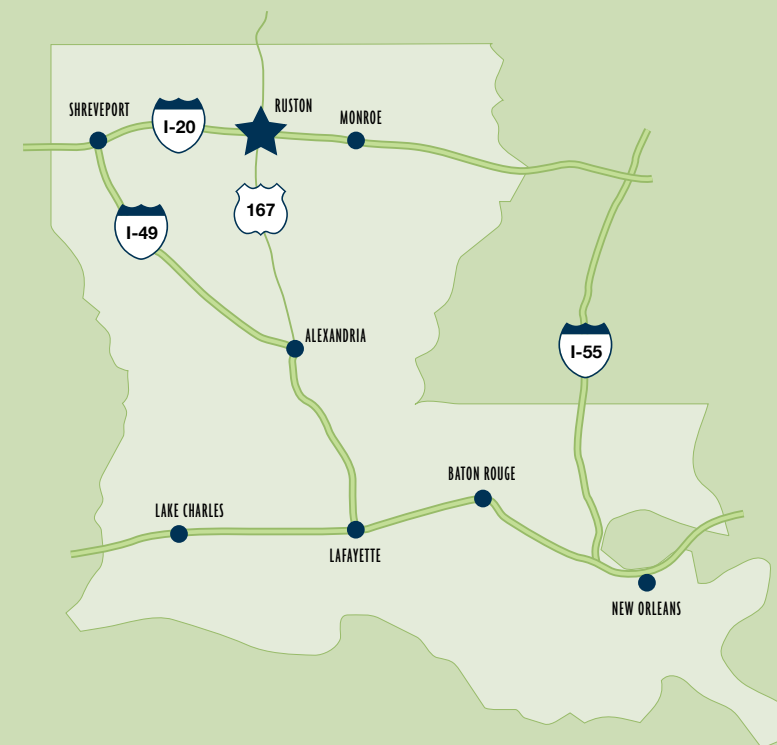 RUSTON
SHREVEPORT
MONROE
I-20
167
I-49
ALEXANDRIA
I-55
BATON ROUGE
LAKE CHARLES
LAFAYETTE
NEW ORLEANS